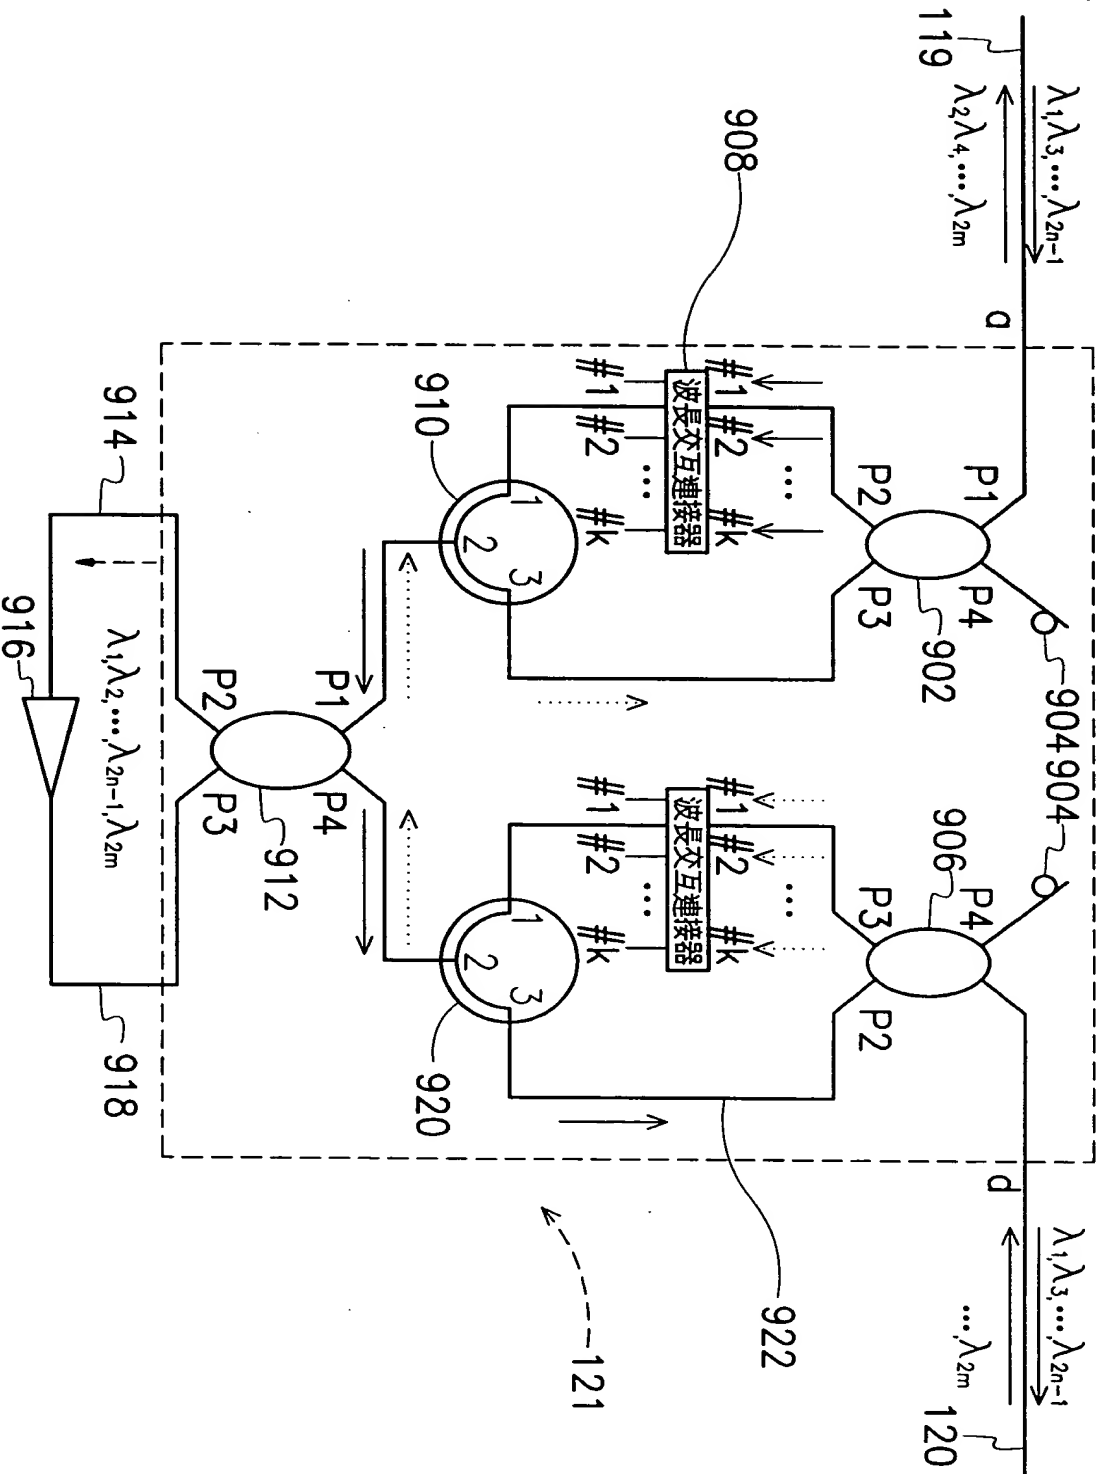 λ₁,λ₃,…,λ₂ₙ₋₁
119
λ₂,λ₄,…,λ₂ₘ
a
908
#1 #2 … #k
波長交互連接器
#1 #2 … #k
P1
P4
P2
P3
902
904
904
910
1
2
3
906
P4
P3
P2
#1 #2 … #k
波長交互連接器
#1 #2 … #k
1
2
3
920
922
P1
P4
P2
P3
912
914
λ₁,λ₂,…,λ₂ₙ₋₁,λ₂ₘ
916
918
121
d
λ₁,λ₃,…,λ₂ₙ₋₁
…,λ₂ₘ
120